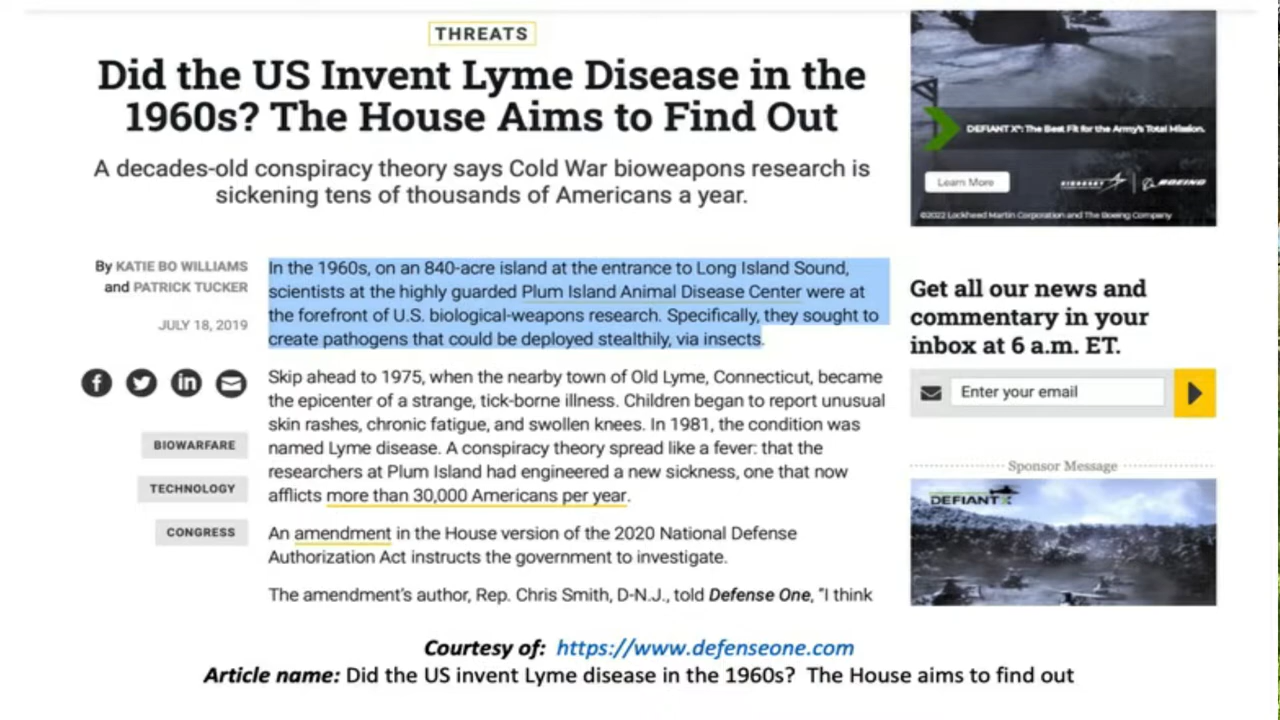 THREATS
Did the US Invent Lyme Disease in the
1960s? The House Aims to Find Out
A decades-old conspiracy theory says Cold War bioweapons research is
sickening tens of thousands of Americans a year.
By KATIE BO WILLIAMS
and PATRICK TUCKER
JULY 18, 2019
BIOWARFARE
TECHNOLOGY
CONGRESS
In the 1960s, on an 840-acre island at the entrance to Long Island Sound,
scientists at the highly guarded Plum Island Animal Disease Center were at
the forefront of U.S. biological-weapons research. Specifically, they sought to
create pathogens that could be deployed stealthily, via insects.
Skip ahead to 1975, when the nearby town of Old Lyme, Connecticut, became
the epicenter of a strange, tick-borne illness. Children began to report unusual
skin rashes, chronic fatigue, and swollen knees. In 1981, the condition was
named Lyme disease. A conspiracy theory spread like a fever: that the
researchers at Plum Island had engineered a new sickness, one that now
afflicts more than 30,000 Americans per year.
An amendment in the House version of the 2020 National Defense
Authorization Act instructs the government to investigate.
The amendment's author, Rep. Chris Smith, D-N.J., told Defense One, "I think
DEFIANT X®: The Best Fit for the Army's Total Mission.
Learn More
SIKORSKY BOEING
©2022 Lockheed Martin Corporation and The Boeing Company
Get all our news and
commentary in your
inbox at 6 a.m. ET.
Enter your email
Sponsor Message
DEFIANT X
Courtesy of: https://www.defenseone.com
Article name: Did the US invent Lyme disease in the 1960s? The House aims to find out